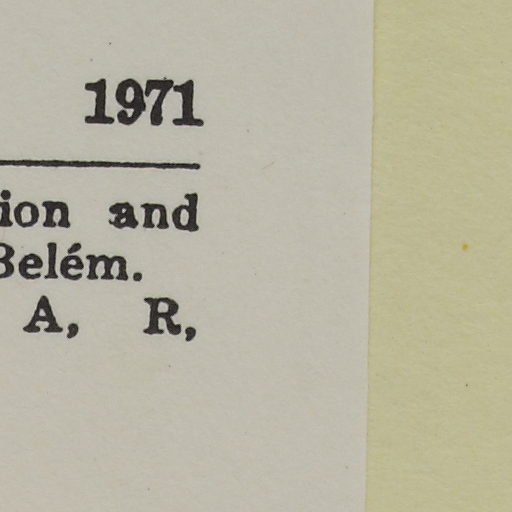 1971
ion and
Belém.
A, R,